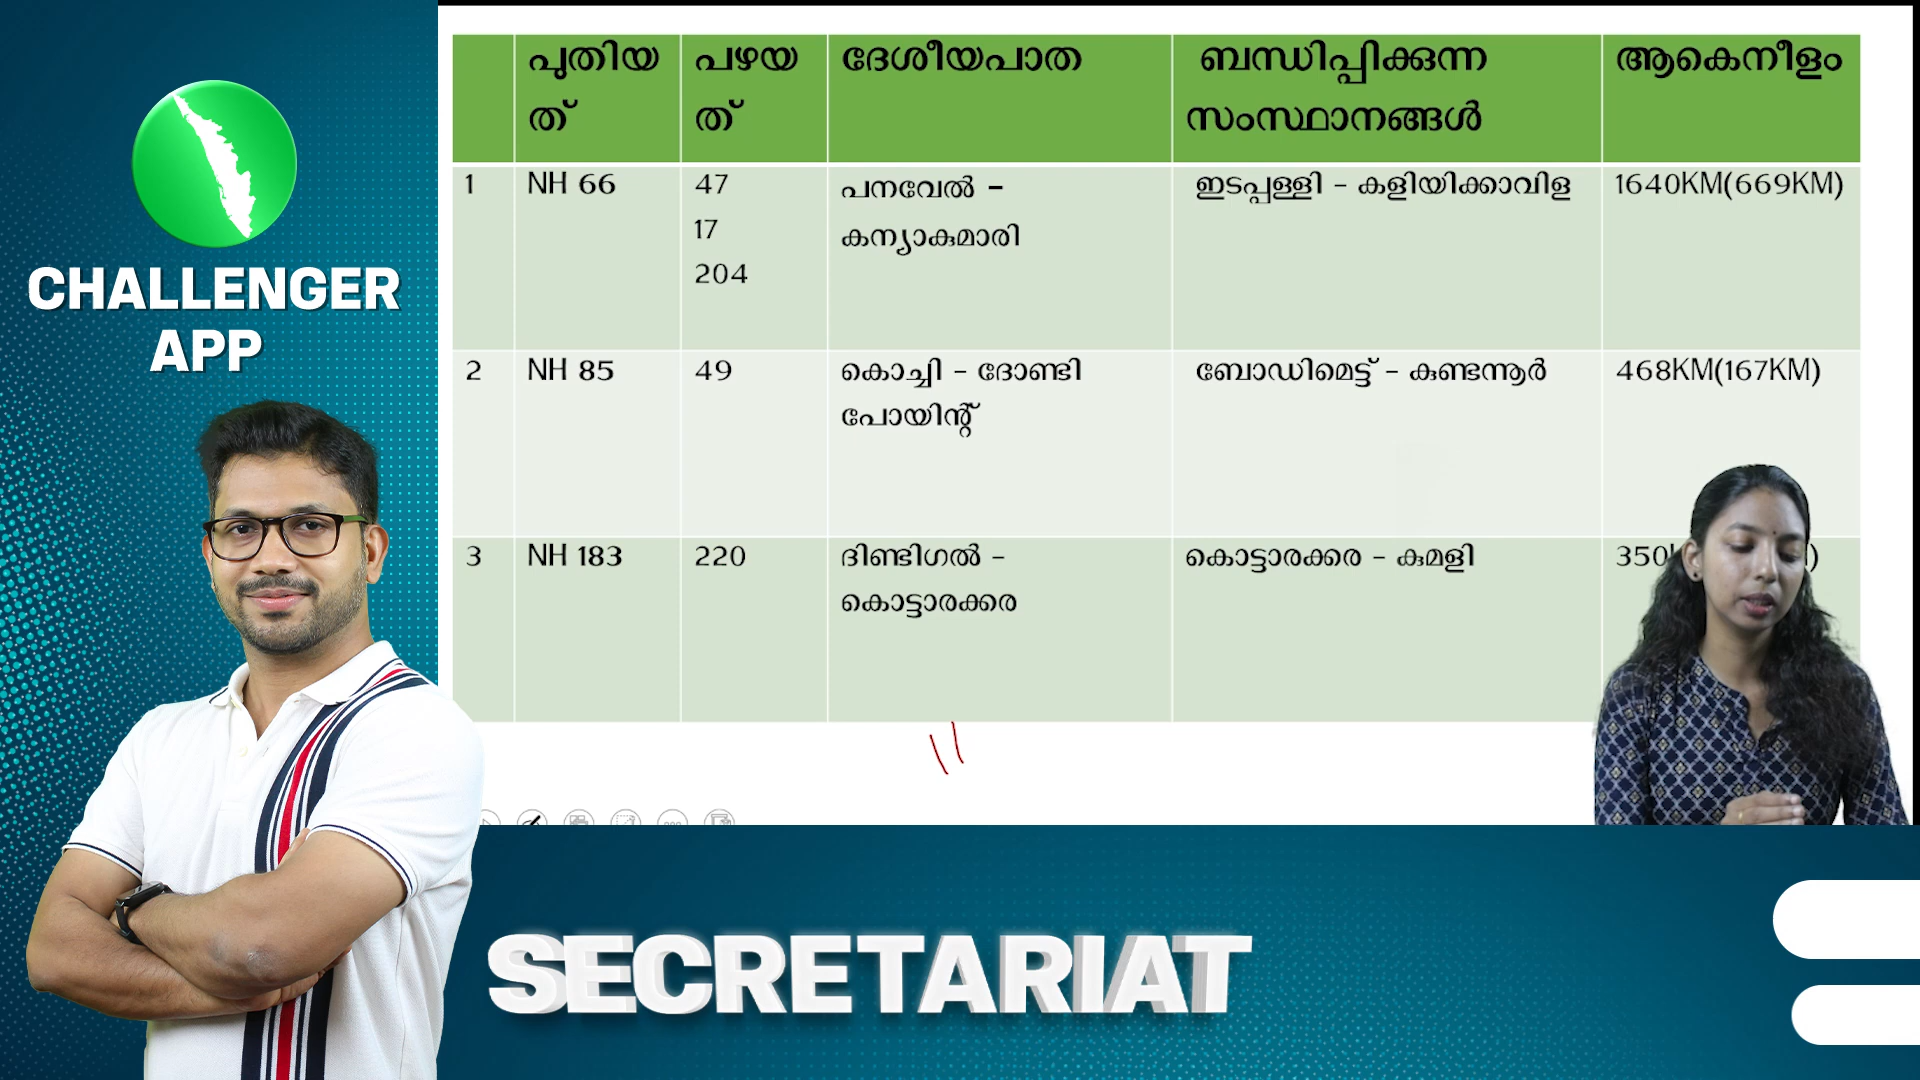 CHALLENGER
APP
പുതിയ
ത്
പഴയ
ത്
ദേശീയപാത
ബന്ധിപ്പിക്കുന്ന
സംസ്ഥാനങ്ങൾ
ആകെനീളം
1
NH 66
47
17
204
പനവേൽ –
കന്യാകുമാരി
ഇടപ്പള്ളി – കളിയിക്കാവിള
1640KM(669KM)
2
NH 85
49
കൊച്ചി – ദോണ്ടി
പോയിന്റ്
ബോഡിമെട്ട് – കുണ്ടന്നൂർ
468KM(167KM)
3
NH 183
220
ദിണ്ടിഗൽ –
കൊട്ടാരക്കര
കൊട്ടാരക്കര – കുമളി
350
SECRETARIAT